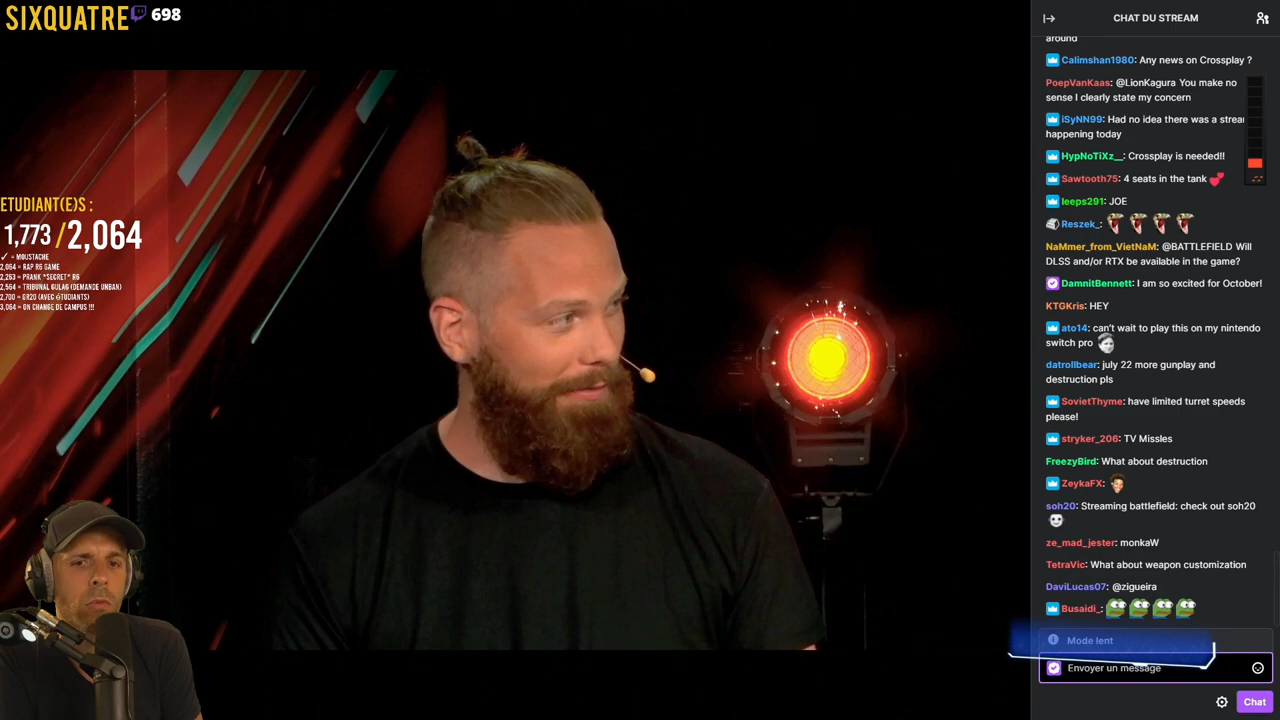 SIXQUATRE 698
ETUDIANT(E)S :
1,773 / 2,064
✓ = MOUSTACHE
2,064 = RAP R6 GAME
2,263 = PRANK *SECRET* R6
2,564 = TRIBUNAL GULAG (DEMANDE UNBAN)
2,700 = GR20 (AVEC ÉTUDIANTS)
3,064 = ON CHANGE DE CAMPUS !!!
CHAT DU STREAM
around
Calimshan1980: Any news on Crossplay ?
PoepVanKaas: @LionKagura You make no
sense I clearly state my concern
iSyNN99: Had no idea there was a stream
happening today
HypNoTiXz__: Crossplay is needed!!
Sawtooth75: 4 seats in the tank
leeps291: JOE
Reszek_:
NaMmer_from_VietNaM: @BATTLEFIELD Will
DLSS and/or RTX be available in the game?
DamnitBennett: I am so excited for October!
KTGKris: HEY
ato14: can't wait to play this on my nintendo
switch pro
datrollbear: july 22 more gunplay and
destruction pls
SovietThyme: have limited turret speeds
please!
stryker_206: TV Missles
FreezyBird: What about destruction
ZeykaFX:
soh20: Streaming battlefield: check out soh20
ze_mad_jester: monkaW
TetraVic: What about weapon customization
DaviLucas07: @zigueira
Busaidi_:
Mode lent
Envoyer un message
Chat